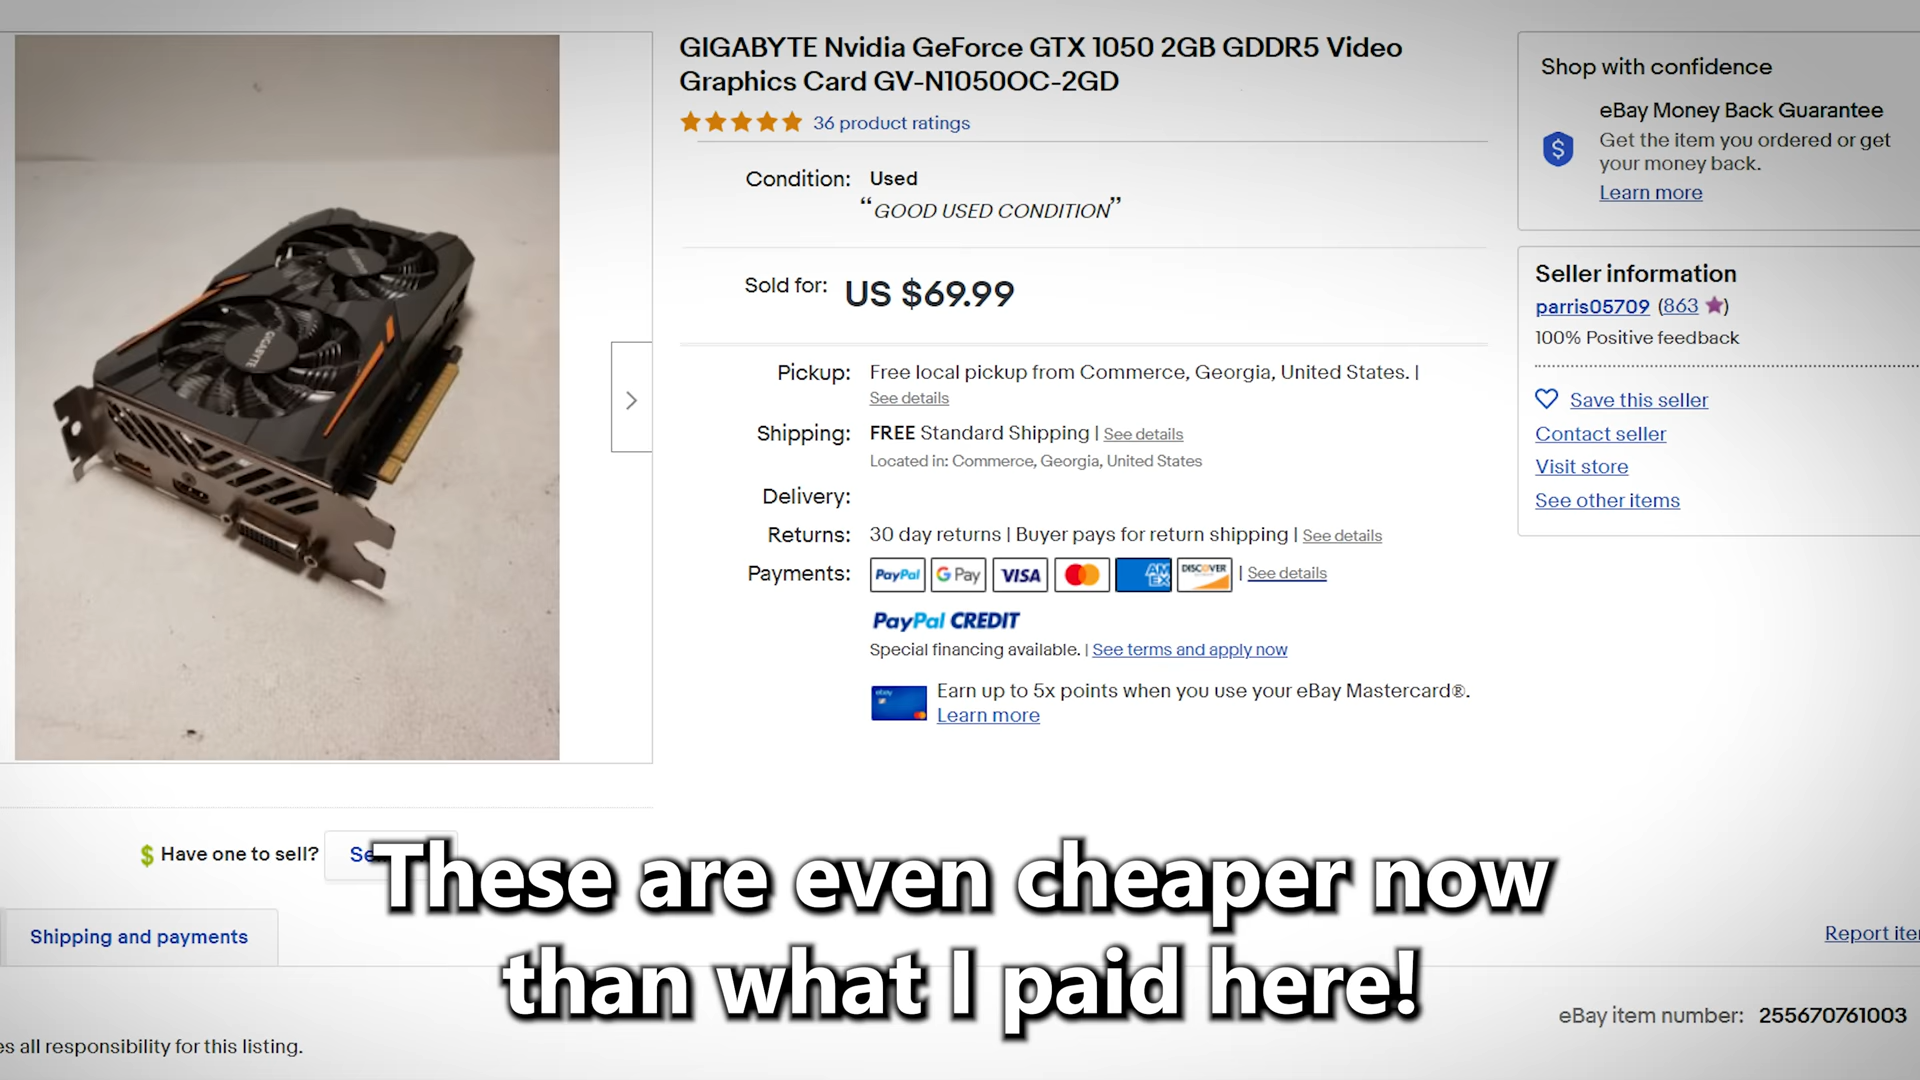 GIGABYTE Nvidia GeForce GTX 1050 2GB GDDR5 Video
Graphics Card GV-N1050OC-2GD
36 product ratings
Condition: Used
“GOOD USED CONDITION”
Sold for: US $69.99
Pickup: Free local pickup from Commerce, Georgia, United States. |
See details
Shipping: FREE Standard Shipping | See details
Located in: Commerce, Georgia, United States
Delivery:
Returns: 30 day returns | Buyer pays for return shipping | See details
Payments: PayPal G Pay VISA AMEX DISCOVER | See details
PayPal CREDIT
Special financing available. | See terms and apply now
ebay
Earn up to 5x points when you use your eBay Mastercard®.
Learn more
Shop with confidence
eBay Money Back Guarantee
$ Get the item you ordered or get
your money back.
Learn more
Seller information
parris05709 (863)
100% Positive feedback
Save this seller
Contact seller
Visit store
See other items
GIGABYTE
$ Have one to sell?
These are even cheaper now
than what I paid here!
Shipping and payments
Report
eBay item number: 255670761003
all responsibility for this listing.